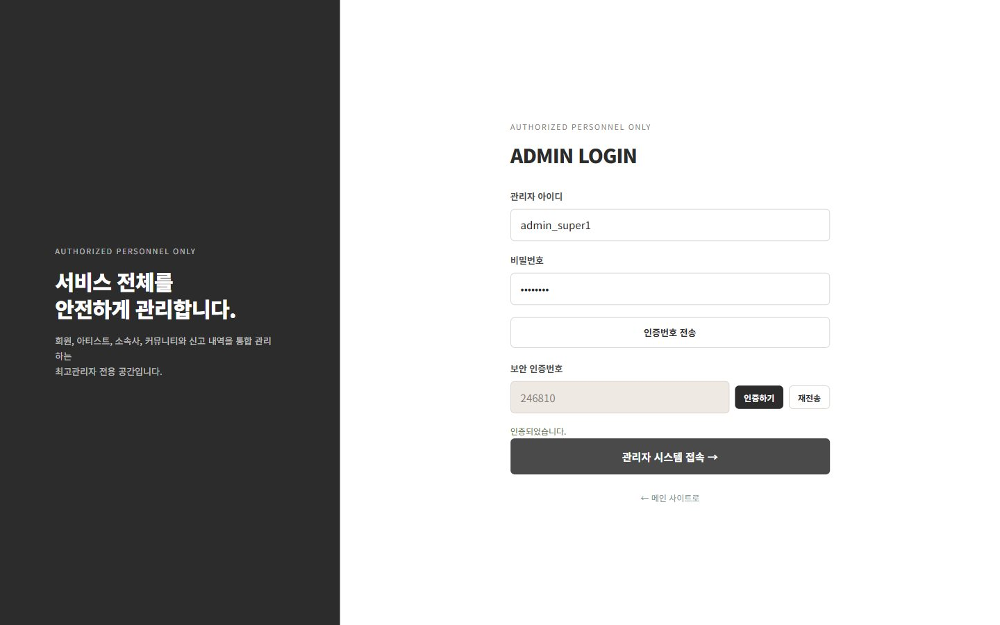 AUTHORIZED PERSONNEL ONLY
서비스 전체를
안전하게 관리합니다.
회원, 아티스트, 소속사, 커뮤니티와 신고 내역을 통합 관리
하는
최고관리자 전용 공간입니다.
AUTHORIZED PERSONNEL ONLY
ADMIN LOGIN
관리자 아이디
admin_super1
비밀번호
••••••••
인증번호 전송
보안 인증번호
246810
인증하기
재전송
인증되었습니다.
관리자 시스템 접속 →
← 메인 사이트로